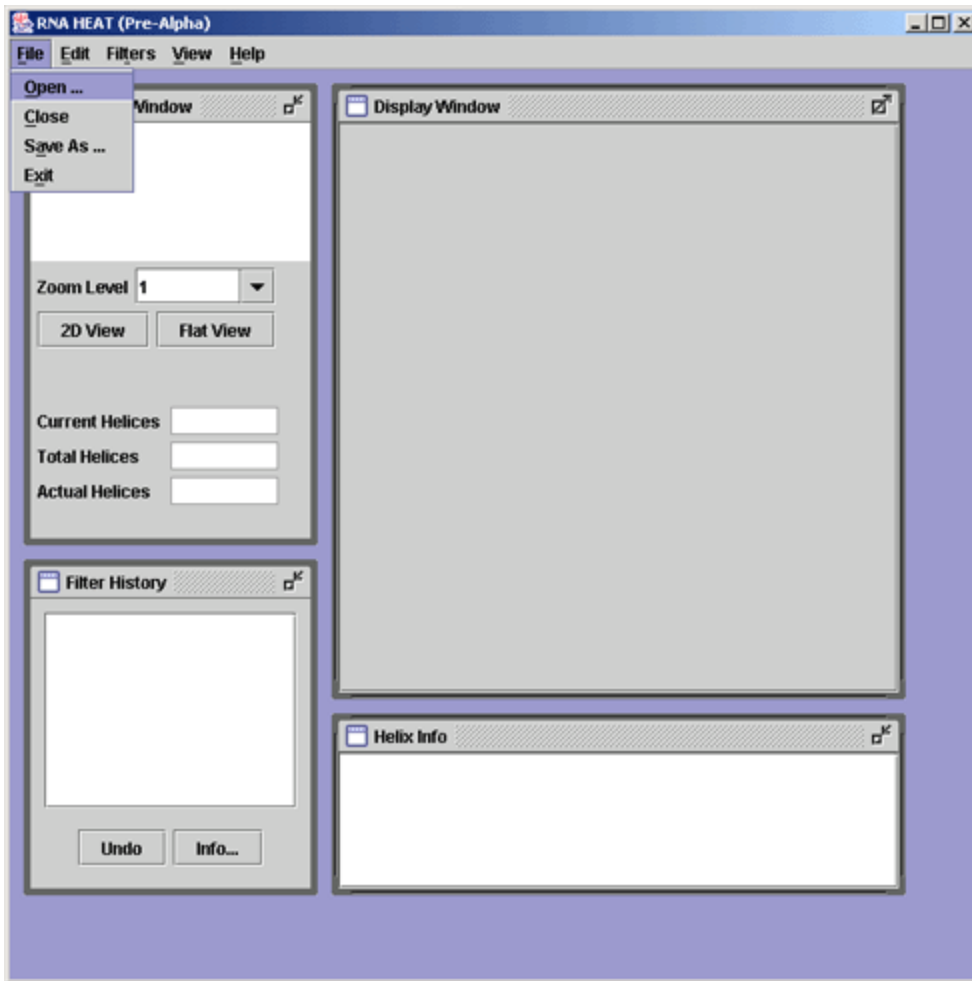 RNA HEAT (Pre-Alpha)
File Edit Filters View Help
Open ...
Close
Save As ...
Exit
Window
Zoom Level 1
2D View Flat View
Current Helices
Total Helices
Actual Helices
Filter History
Undo Info...
Display Window
Helix Info